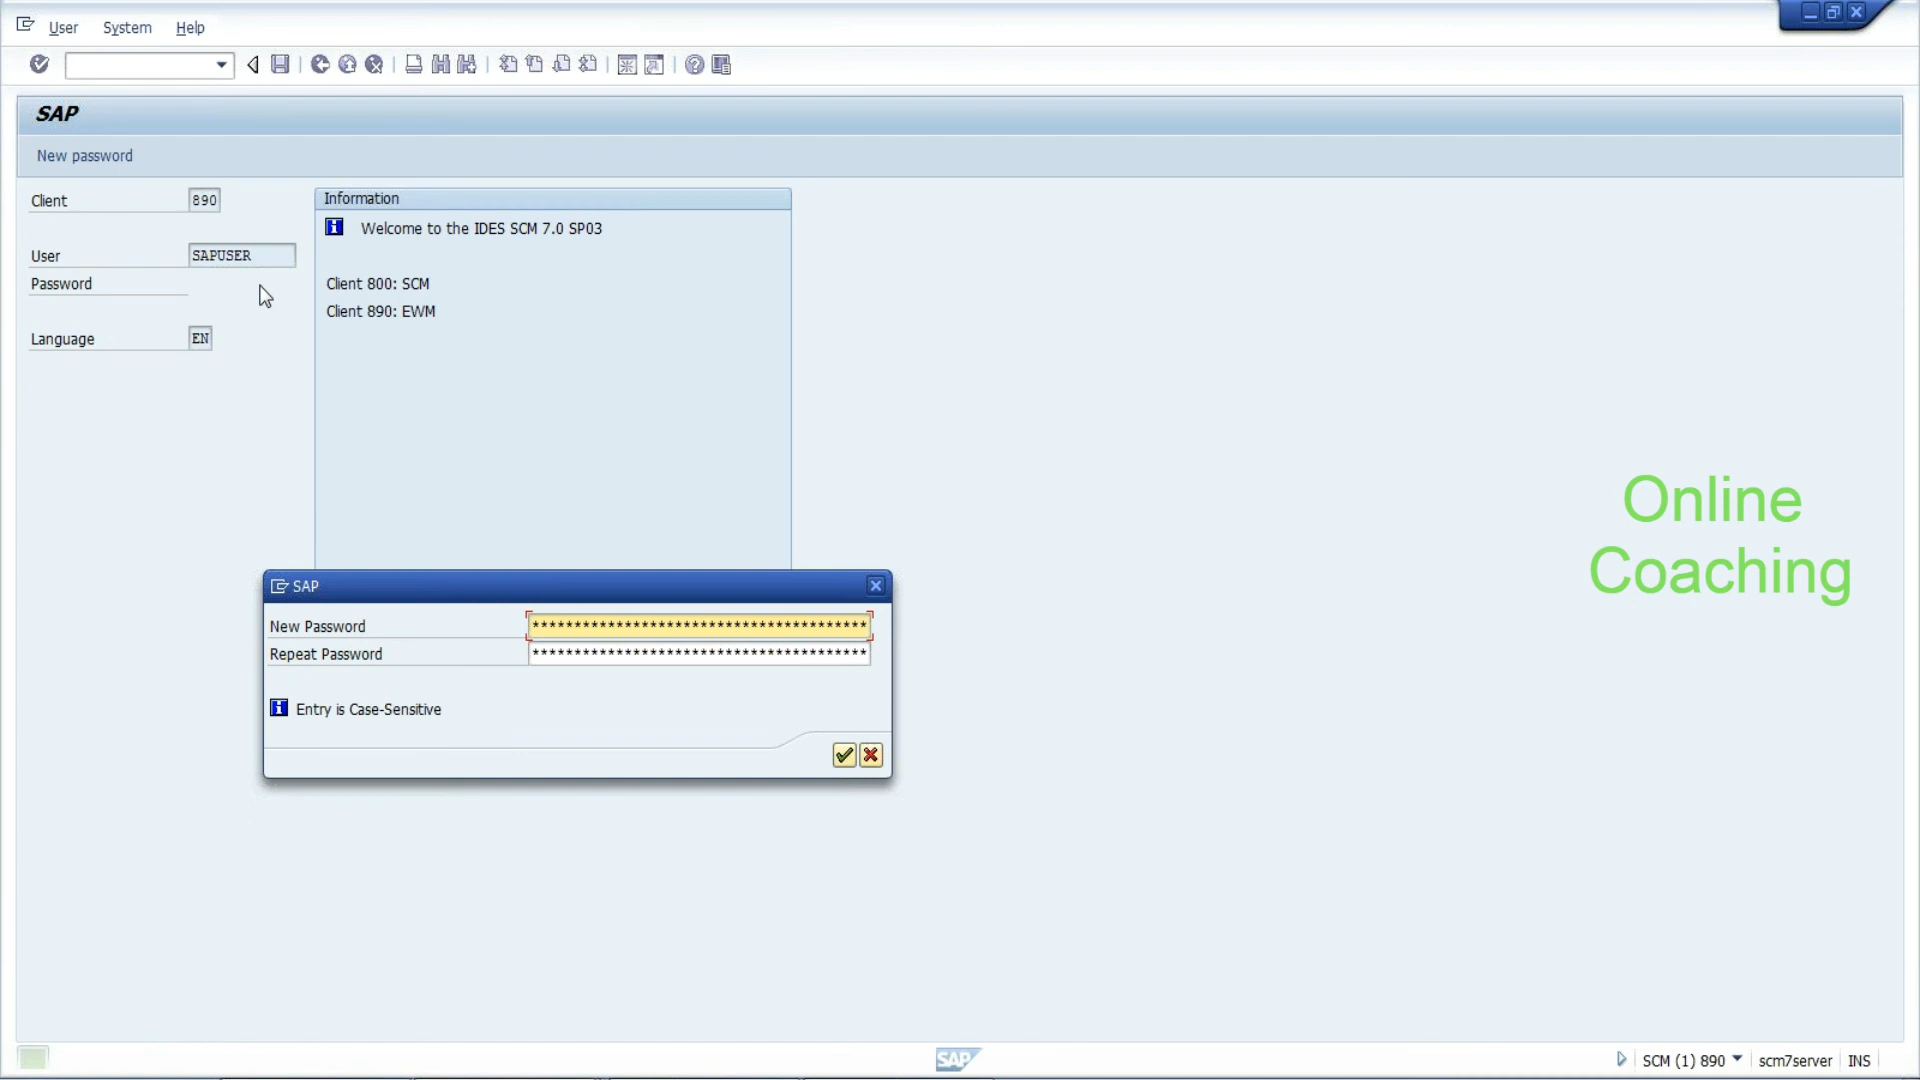 User System Help
SAP
New password
Client 890
Information
Welcome to the IDES SCM 7.0 SP03
User SAPUSER
Password
Client 800: SCM
Client 890: EWM
Language EN
Online
Coaching
SAP
New Password ****************************************
Repeat Password ****************************************
Entry is Case-Sensitive
SAP
SCM (1) 890 scm7server INS